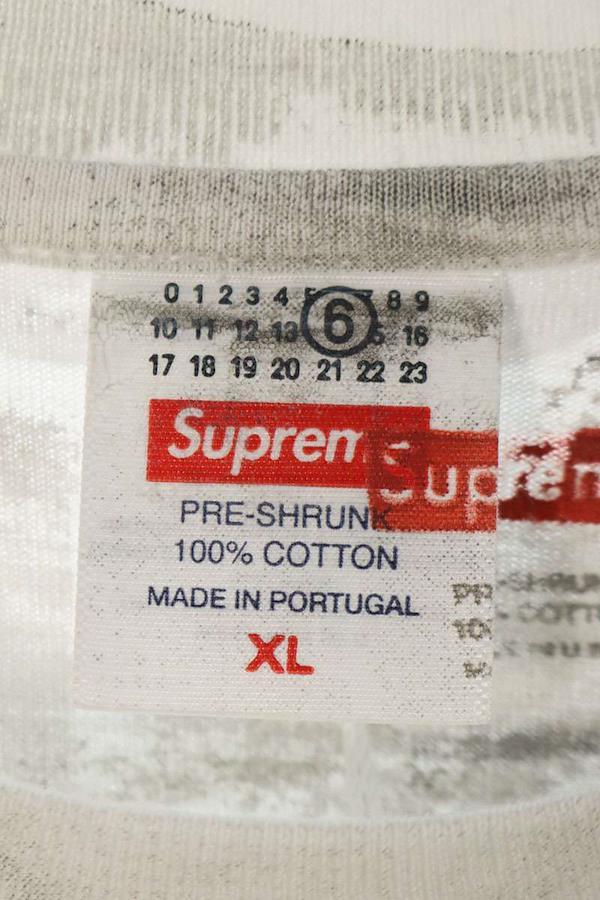 0 1 2 3 4 6 8 9
10 11 12 13 16
17 18 19 20 21 22 23
Supreme Supre
PRE-SHRUNK
100% COTTON
MADE IN PORTUGAL
XL